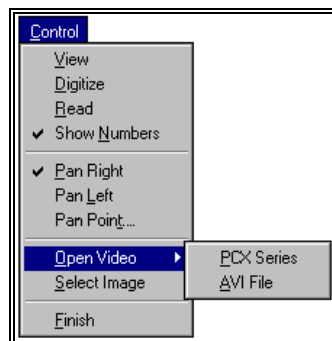 Control
View
Digitize
Read
✔ Show Numbers
✔ Pan Right
Pan Left
Pan Point...
Open Video
PCX Series
Select Image
AVI File
Finish